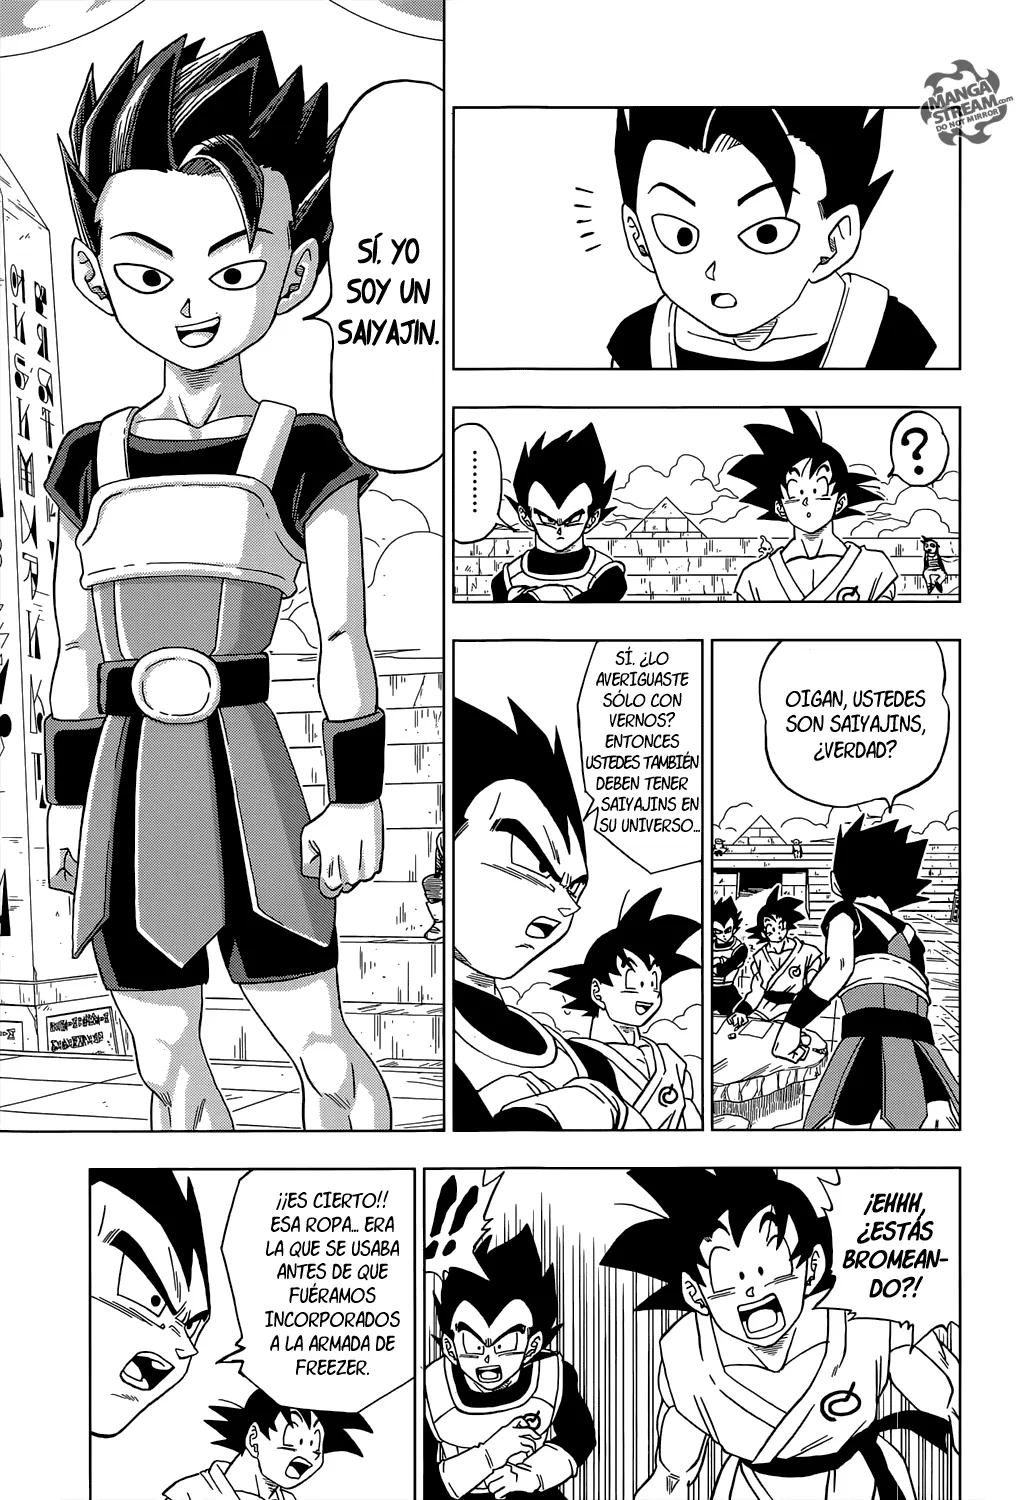 MANGA
STREAM.com
DO NOT MIRROR
?
.........
OIGAN, USTEDES
SON SAIYAJINS,
¿VERDAD?
SÍ. ¿LO
AVERIGUASTE
SÓLO CON
VERNOS?
ENTONCES
USTEDES TAMBIÉN
DEBEN TENER
SAIYAJINS EN
SU UNIVERSO...
SÍ. YO
SOY UN
SAIYAJIN.
¡EHHH,
¿ESTÁS
BROMEAN-
DO?!
!!
¡¡ES CIERTO!!
ESA ROPA... ERA
LA QUE SE USABA
ANTES DE QUE
FUÉRAMOS
INCORPORADOS
A LA ARMADA DE
FREEZER.